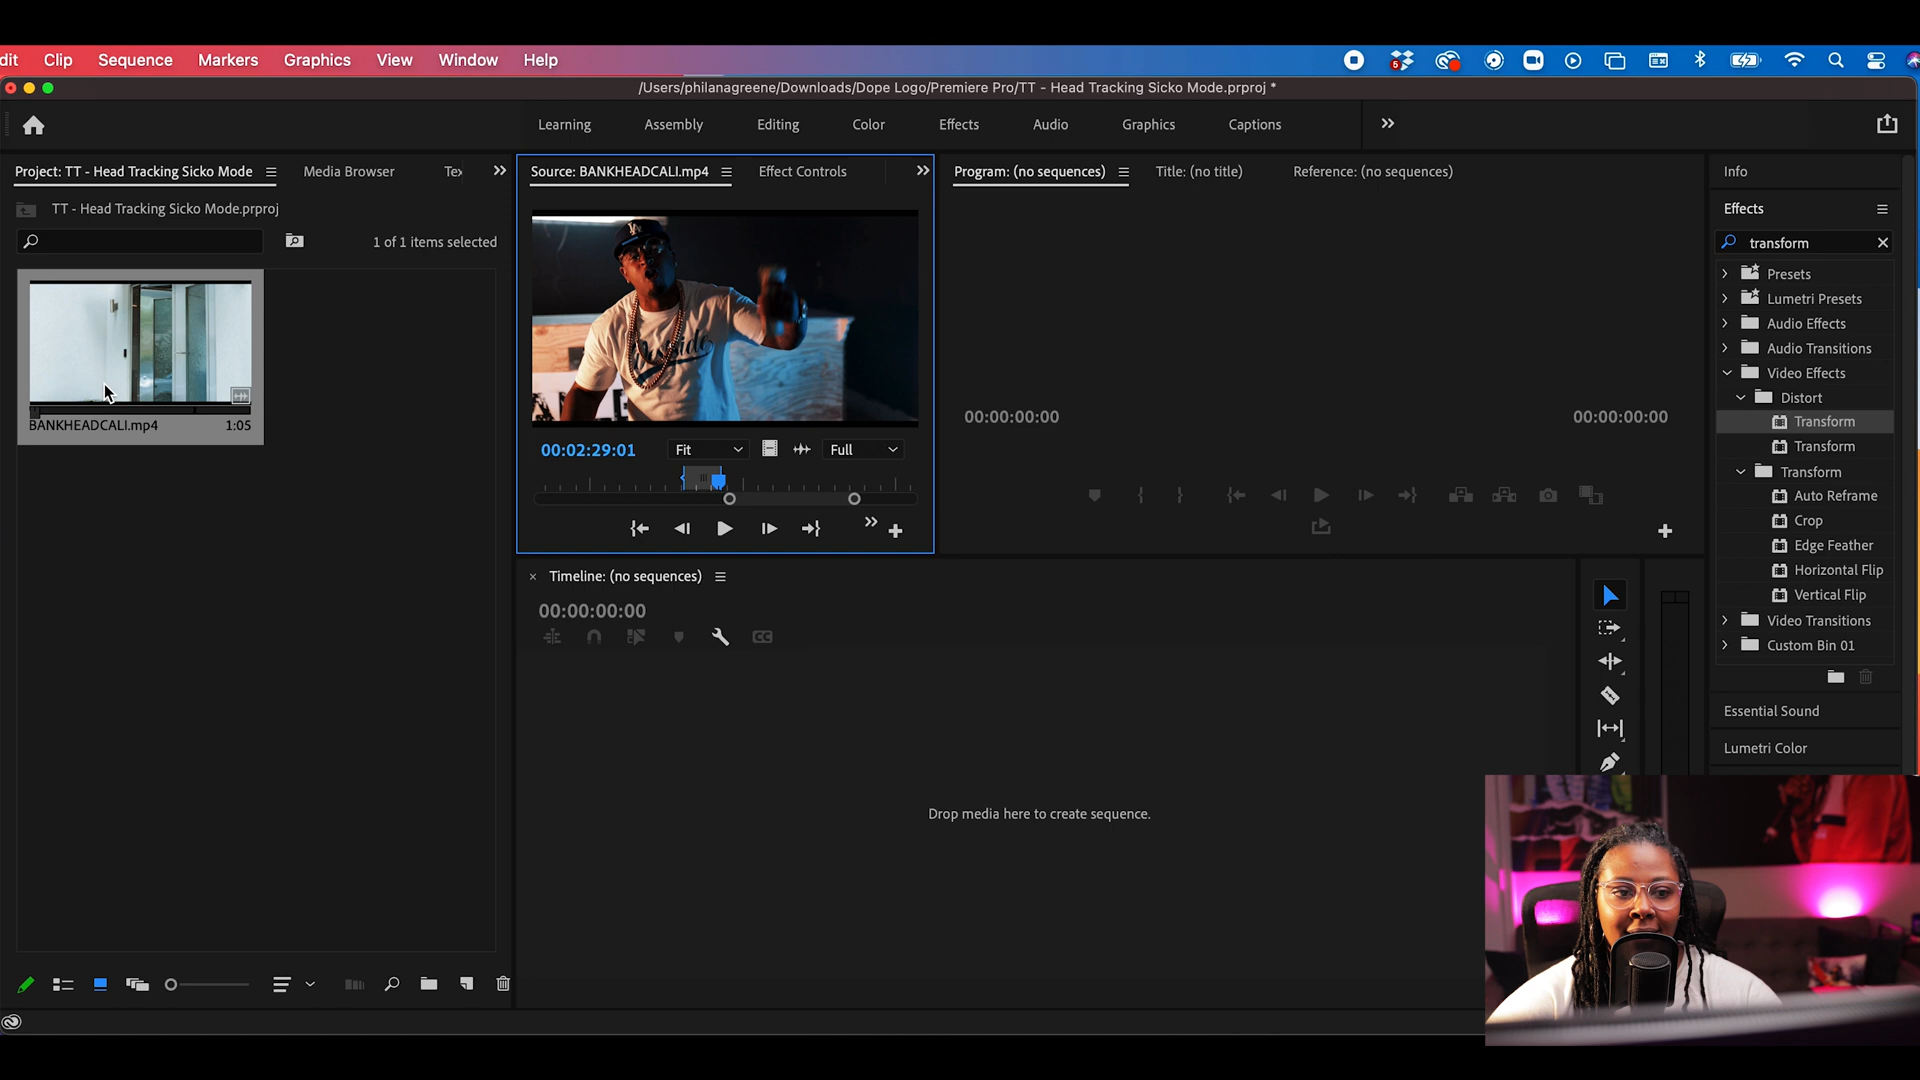 dit Clip Sequence Markers Graphics View Window Help
5
/Users/philanagreene/Downloads/Dope Logo/Premiere Pro/TT - Head Tracking Sicko Mode.prproj *
Learning Assembly Editing Color Effects Audio Graphics Captions
Project: TT - Head Tracking Sicko Mode Media Browser Tex
Source: BANKHEADCALI.mp4 Effect Controls
Program: (no sequences) Title: (no title) Reference: (no sequences)
Info
TT - Head Tracking Sicko Mode.prproj
Effects
1 of 1 items selected
transform
Presets
Lumetri Presets
Audio Effects
Audio Transitions
Video Effects
Distort
Transform
Transform
Transform
Auto Reframe
Crop
Edge Feather
Horizontal Flip
Vertical Flip
Video Transitions
Custom Bin 01
BANKHEADCALI.mp4 1:05
00:02:29:01 Fit Full
00:00:00:00 00:00:00:00
Timeline: (no sequences)
00:00:00:00
CC
Drop media here to create sequence.
Essential Sound
Lumetri Color